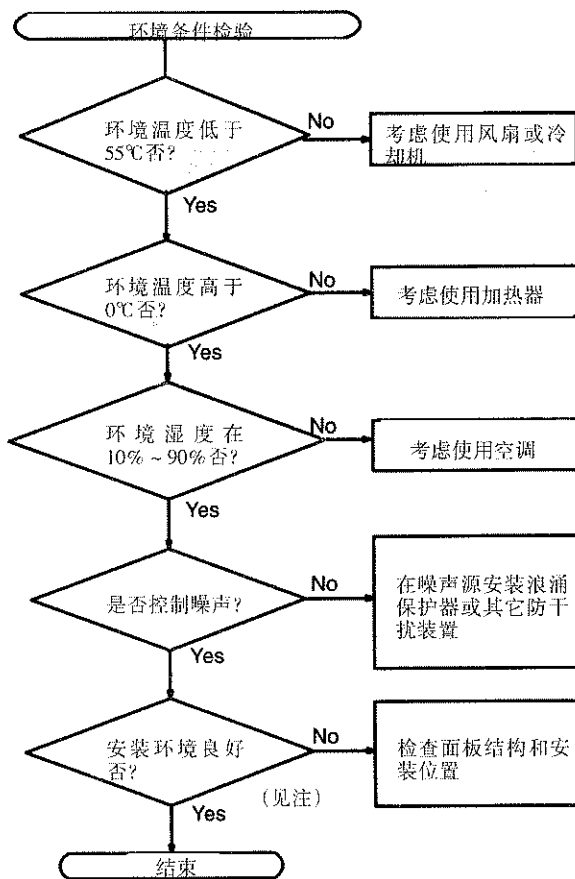 环境条件检验
环境温度低于
55℃否?
No
考虑使用风扇或冷
却机
Yes
环境温度高于
0℃否?
No
考虑使用加热器
Yes
环境湿度在
10%~90%否?
No
考虑使用空调
Yes
是否控制噪声?
No
在噪声源安装浪涌
保护器或其它防干
扰装置
Yes
安装环境良好
否?
No
检查面板结构和安
装位置
(见注)
Yes
结束